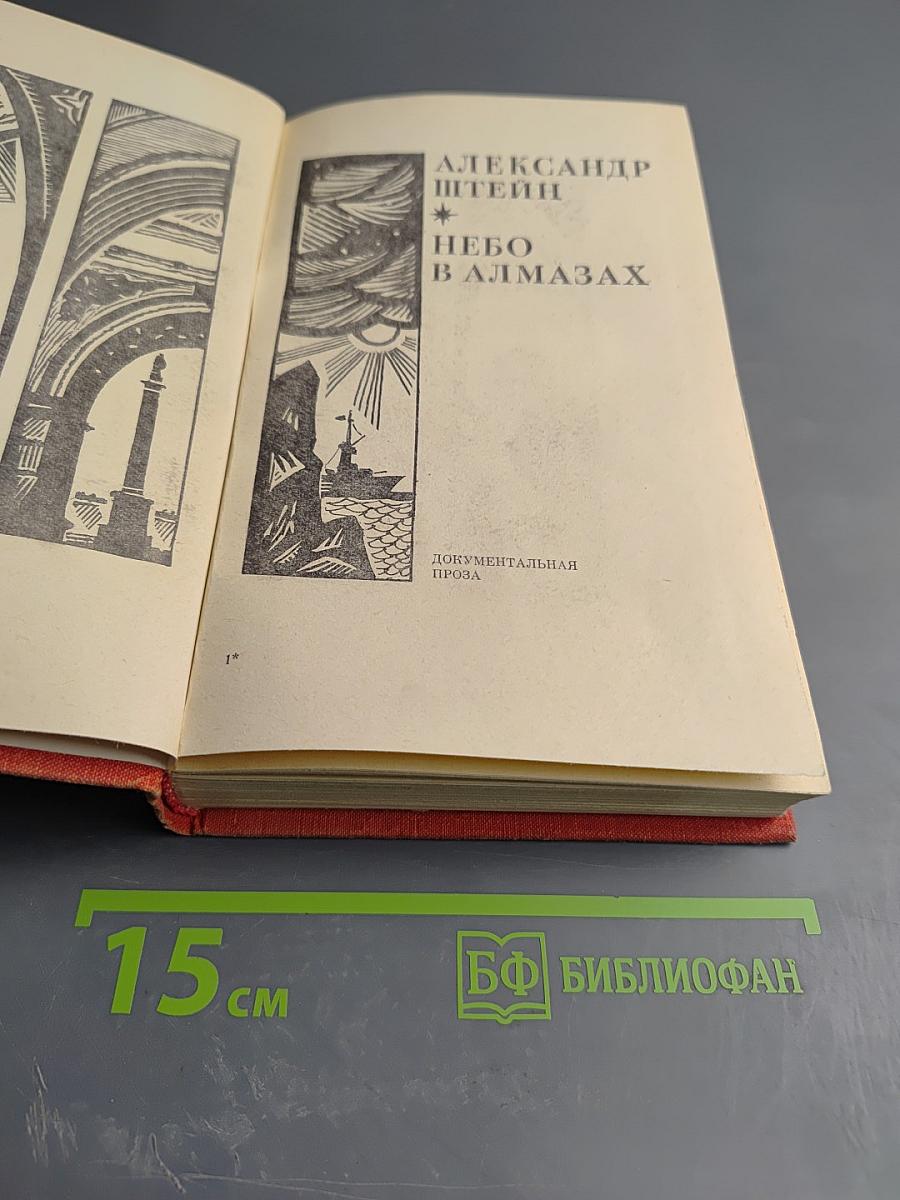 АЛЕКСАНДР
ШТЕЙН
НЕБО
В АЛМАЗАХ
ДОКУМЕНТАЛЬНАЯ
ПРОЗА
1*
15 см
БФ БИБЛИОФАН